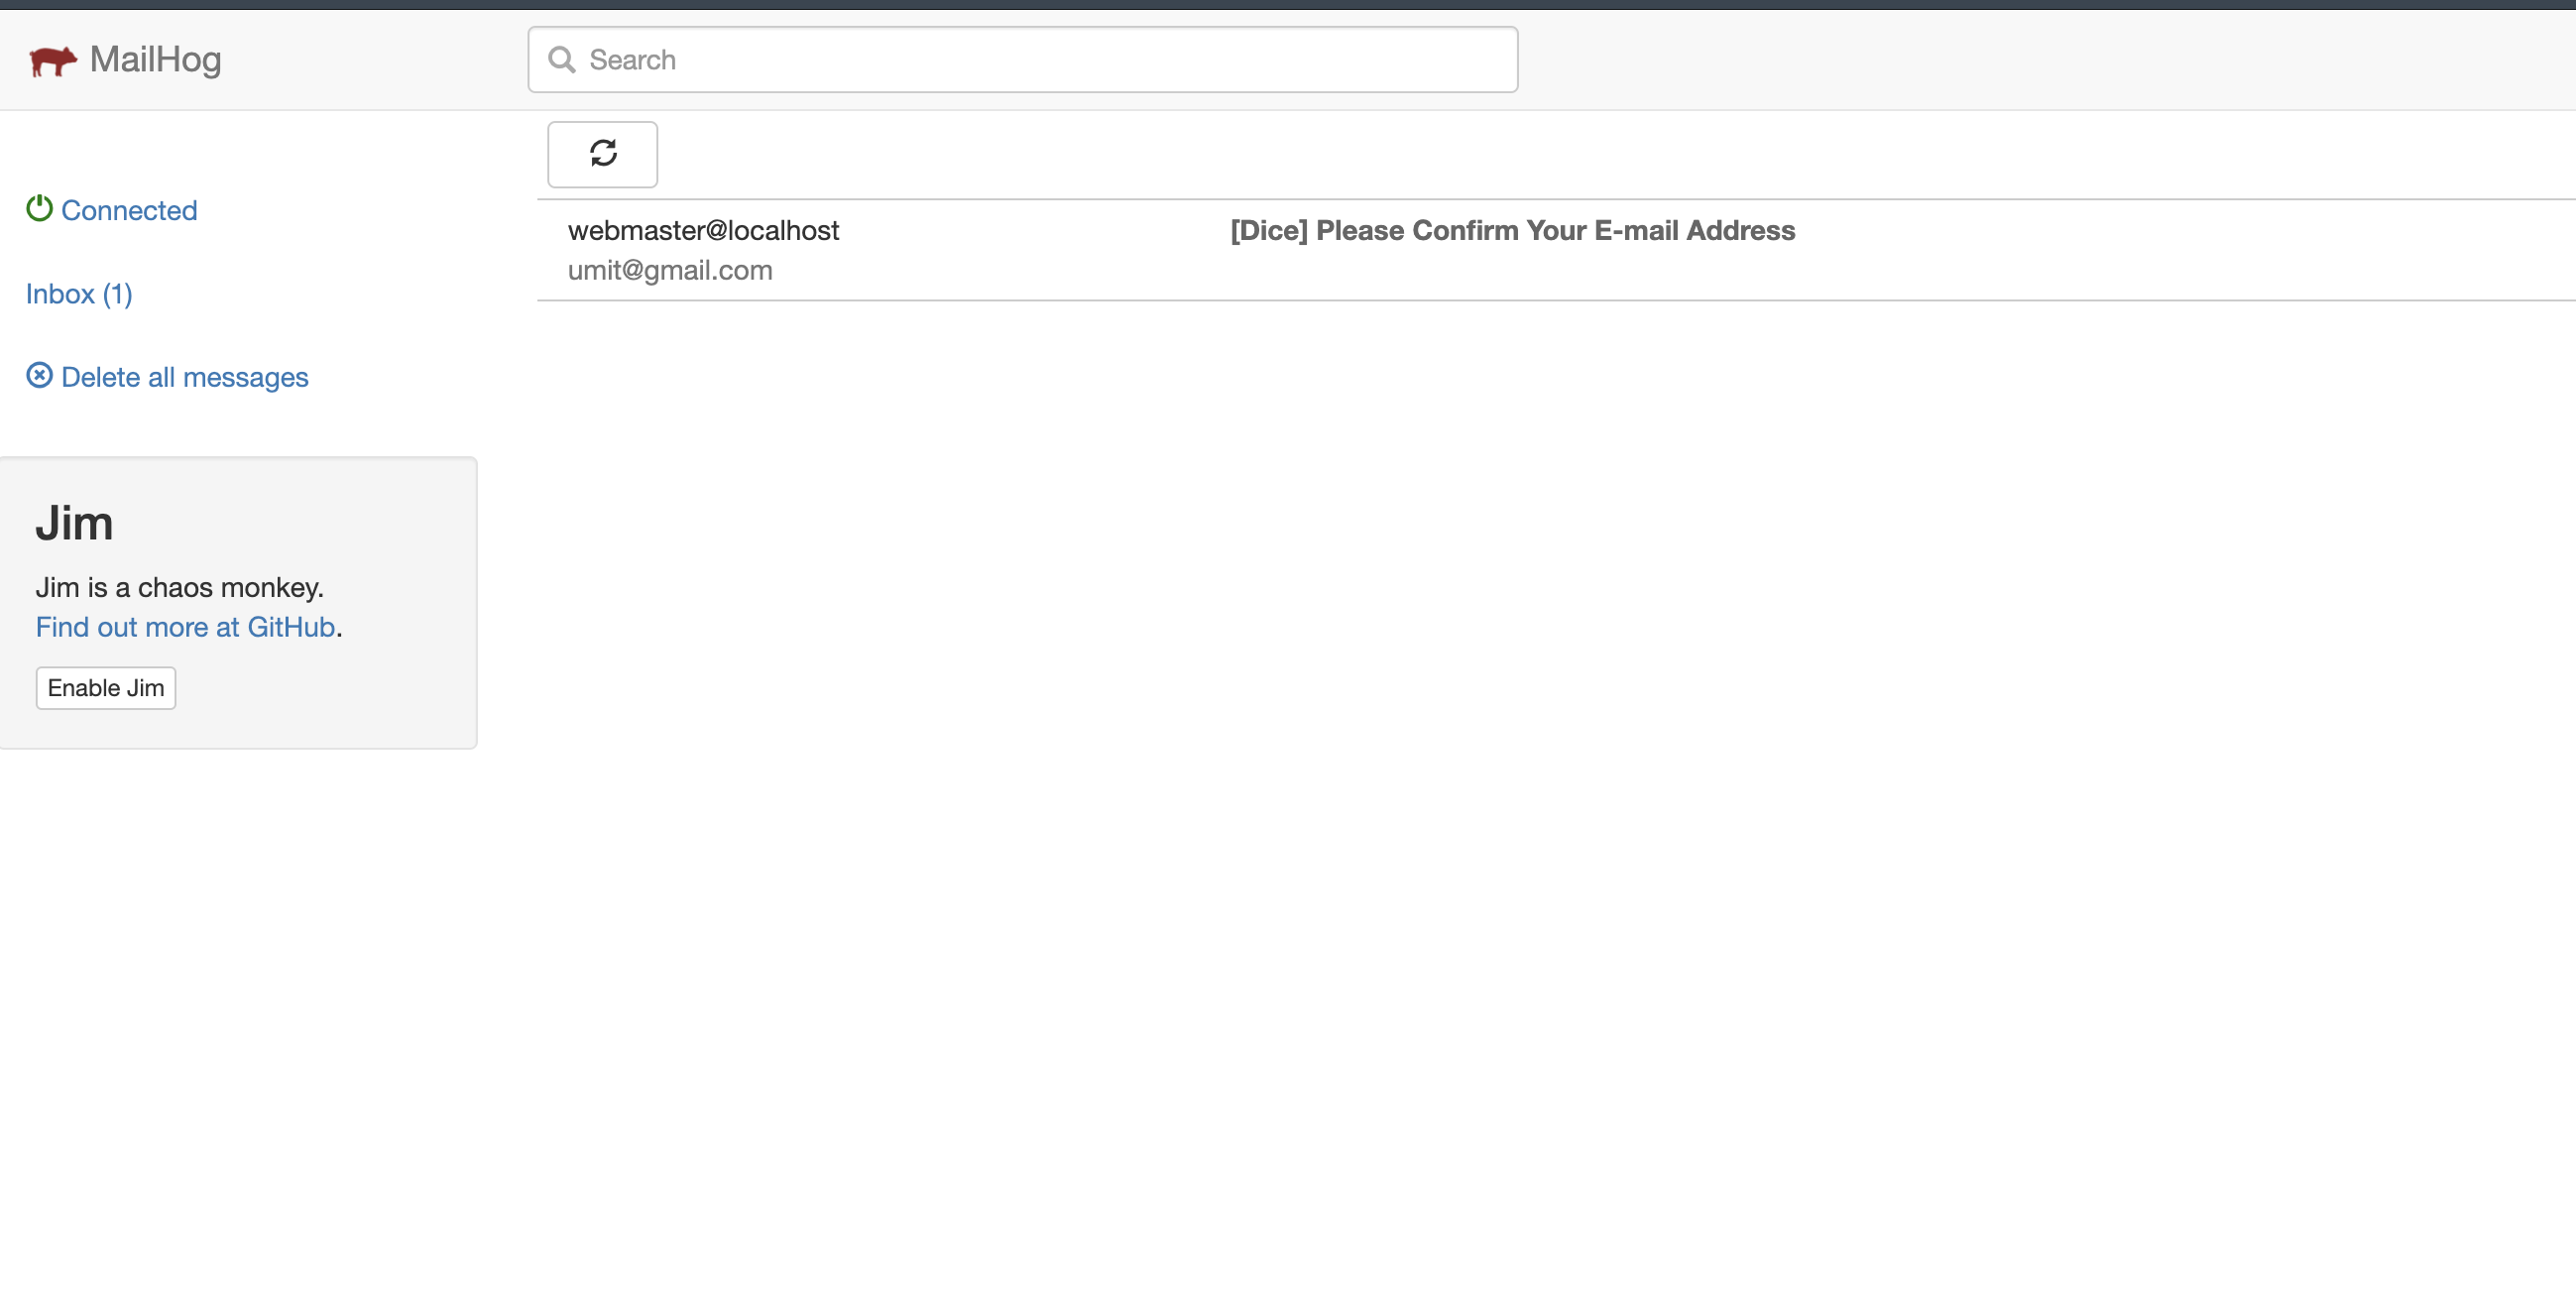 MailHog
Search
Connected
Inbox (1)
Delete all messages
webmaster@localhost
[Dice] Please Confirm Your E-mail Address
umit@gmail.com
Jim
Jim is a chaos monkey.
Find out more at GitHub.
Enable Jim